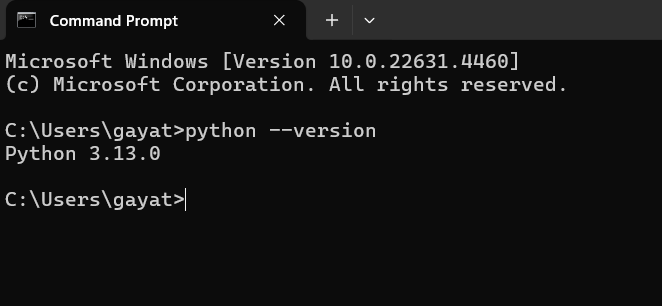 Command Prompt
Microsoft Windows [Version 10.0.22631.4460]
(c) Microsoft Corporation. All rights reserved.
C:\Users\gayat>python --version
Python 3.13.0
C:\Users\gayat>